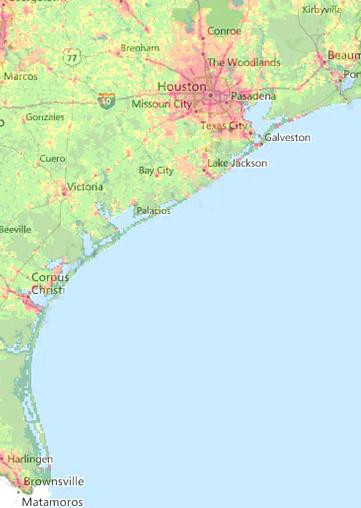 Kirbyville
Conroe
Brenham
The Woodlands
Beaum
77
Marcos
Houston
Pasadena
Port
10
Missouri City
Gonzales
Texas City
Galveston
Cuero
Bay City
Lake Jackson
Victoria
Palacios
Beeville
Corpus
Christi
Harlingen
Brownsville
Matamoros